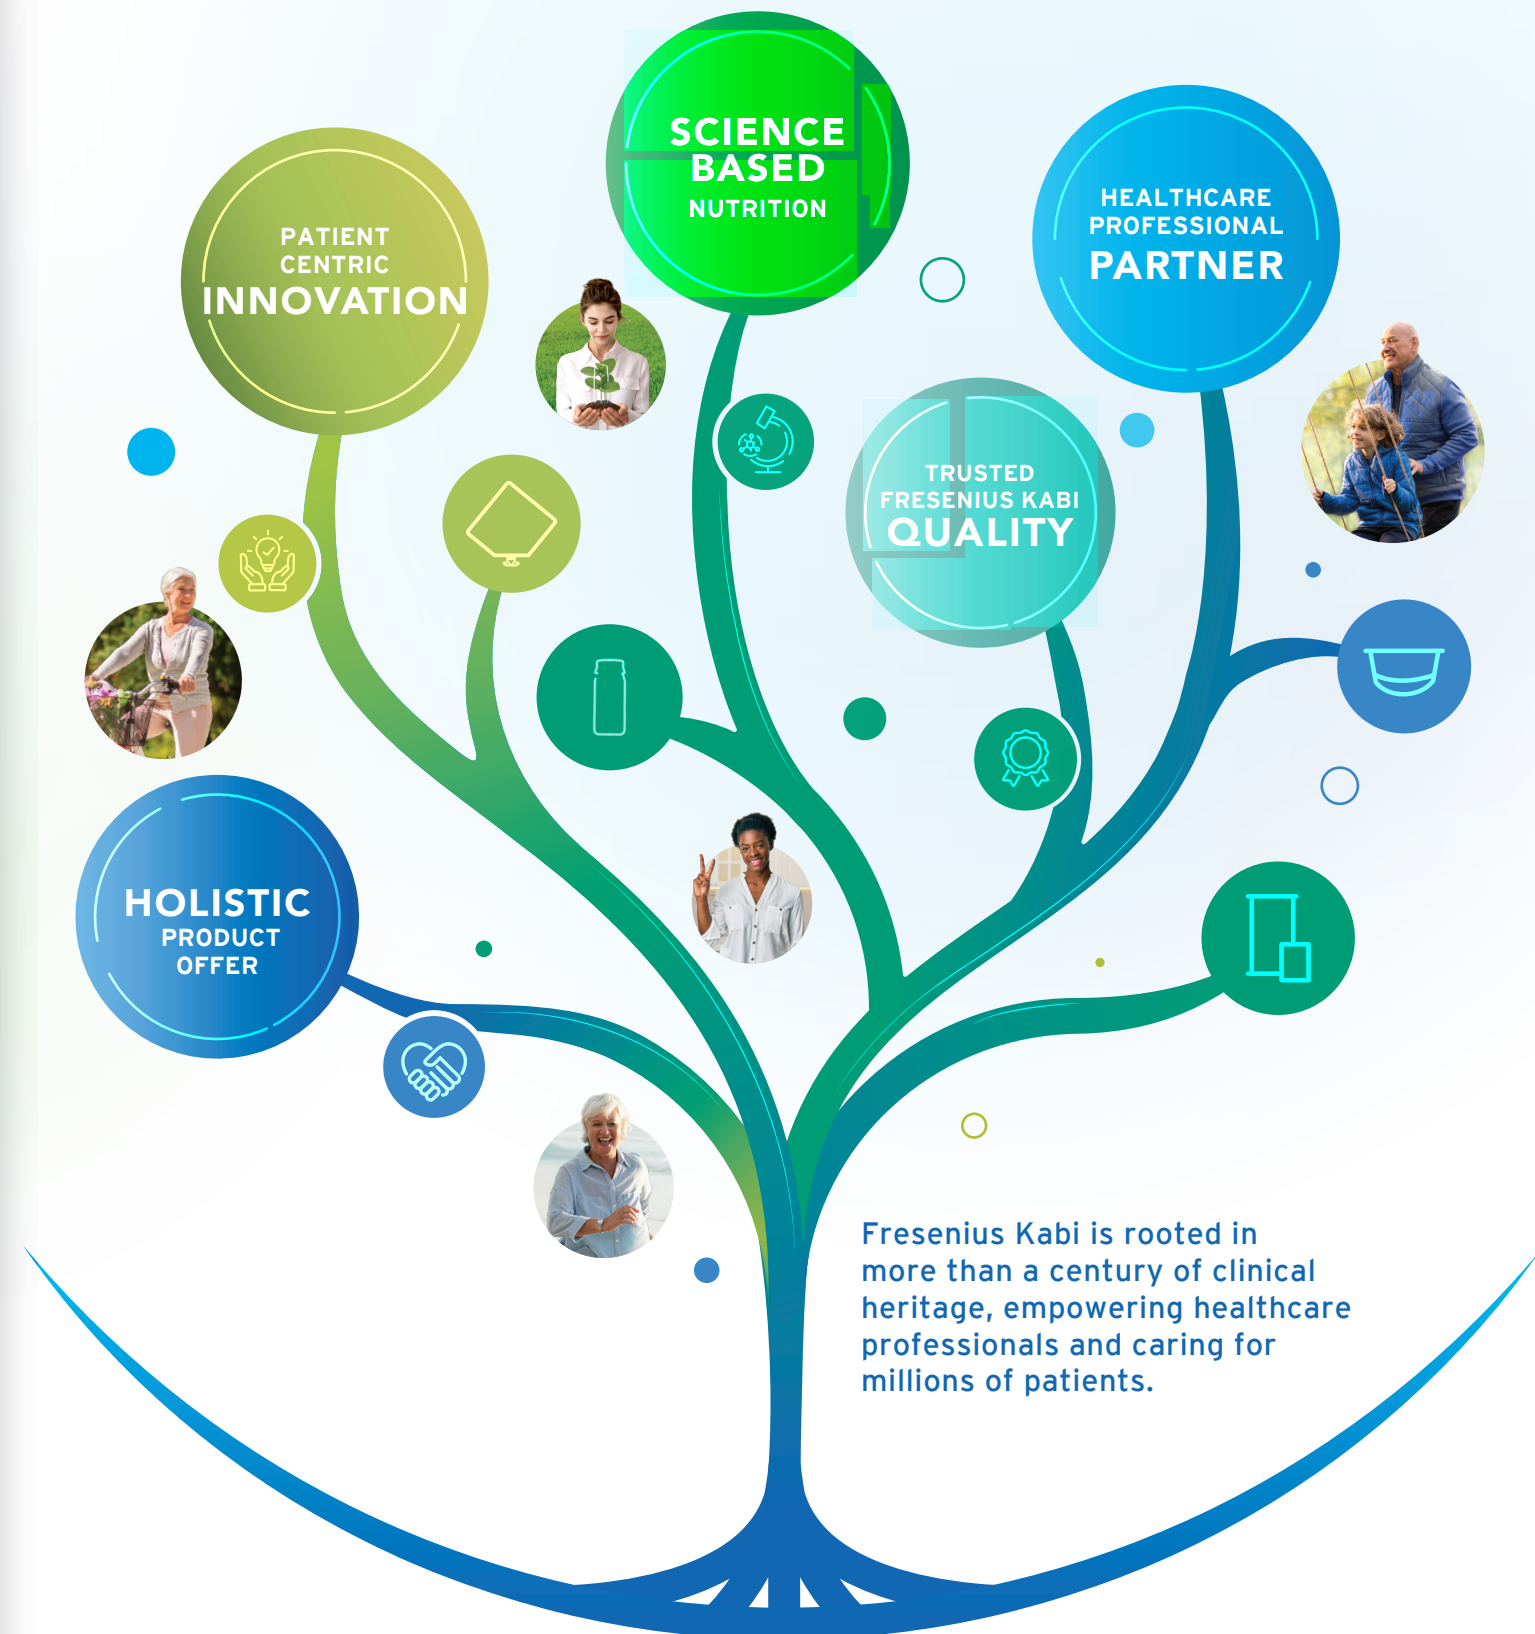 SCIENCE
BASED
NUTRITION
PATIENT
CENTRIC
INNOVATION
HEALTHCARE
PROFESSIONAL
PARTNER
TRUSTED
FRESENIUS KABI
QUALITY
HOLISTIC
PRODUCT
OFFER
Fresenius Kabi is rooted in
more than a century of clinical
heritage, empowering healthcare
professionals and caring for
millions of patients.